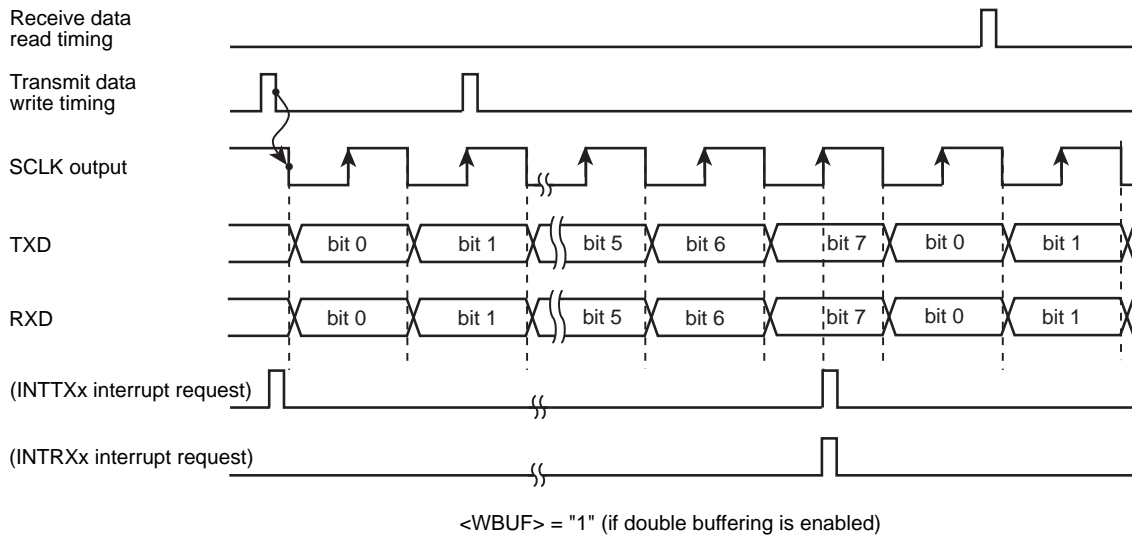 Receive data
read timing
Transmit data
write timing
SCLK output
TXD
bit 0
bit 1
bit 5
bit 6
bit 7
bit 0
bit 1
RXD
bit 0
bit 1
bit 5
bit 6
bit 7
bit 0
bit 1
(INTTXx interrupt request)
(INTRXx interrupt request)
<WBUF> = "1" (if double buffering is enabled)